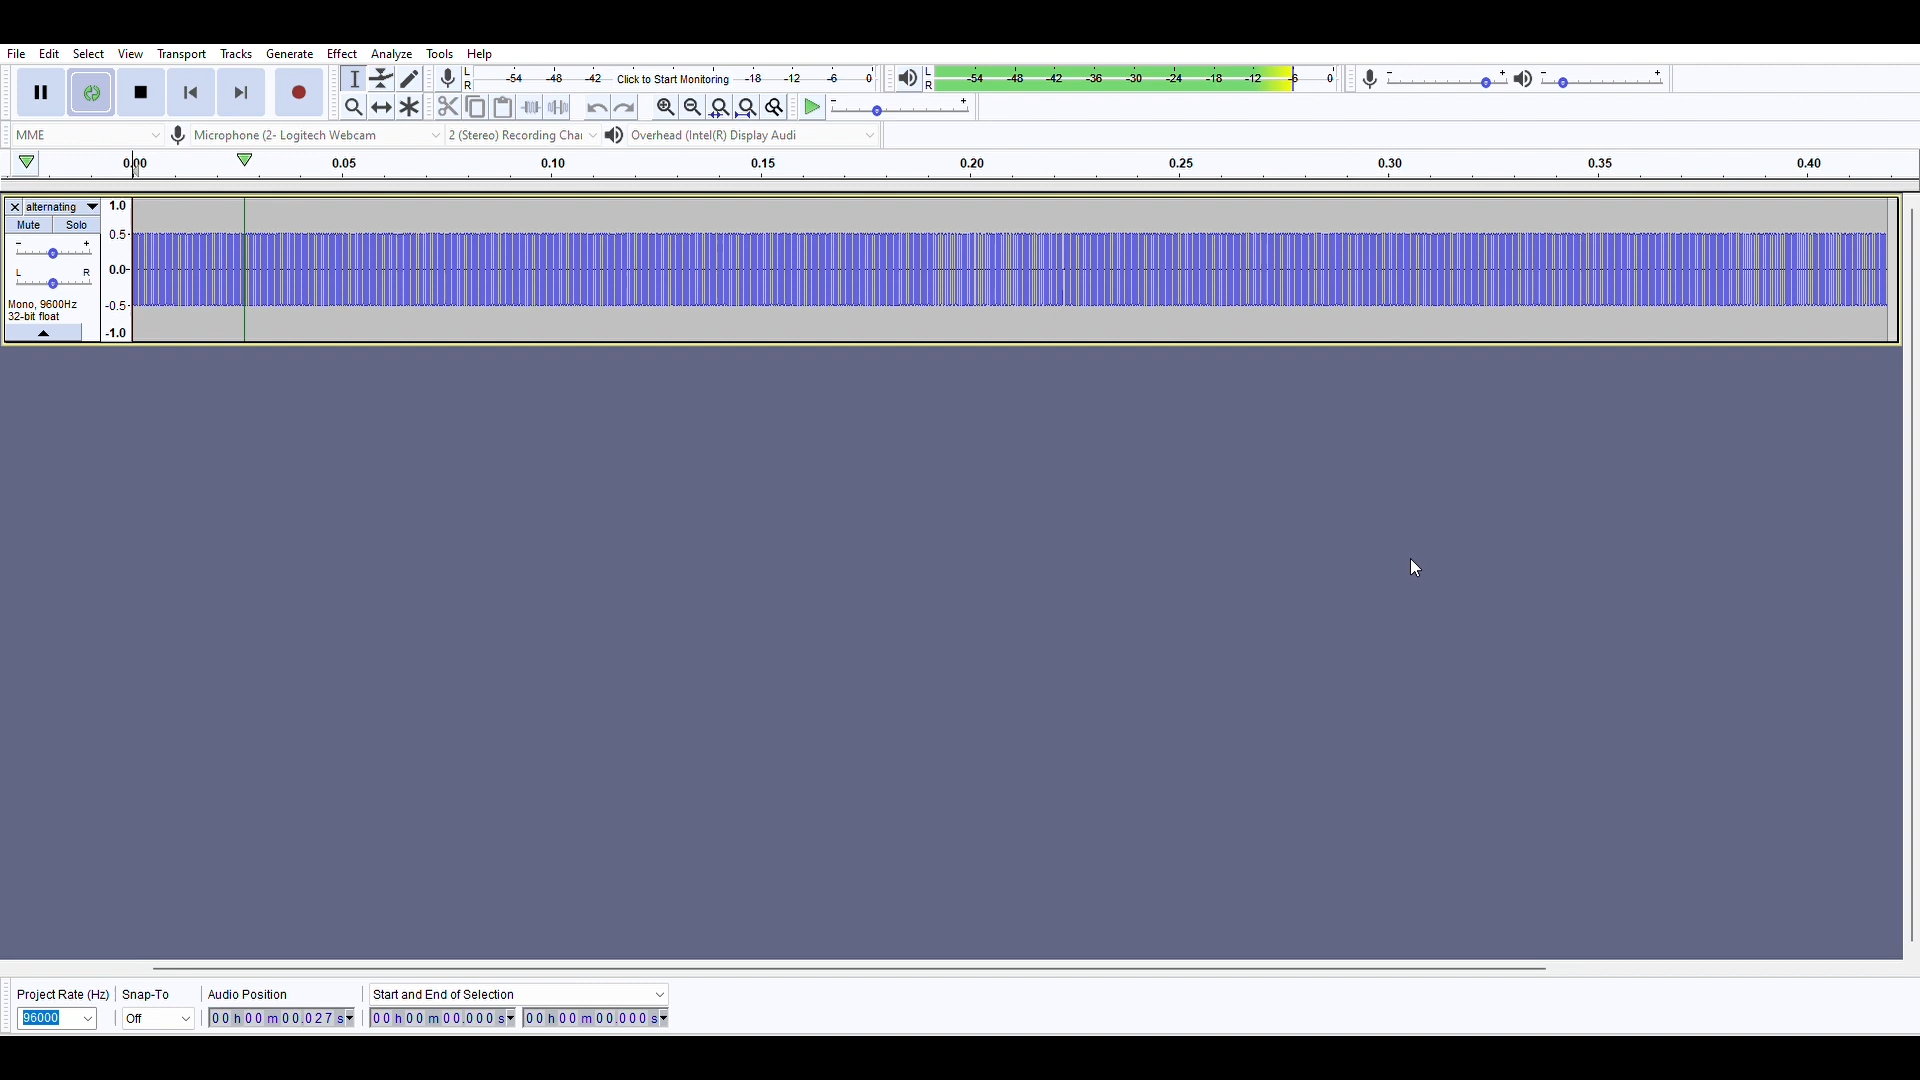 File Edit Select View Transport Tracks Generate Effect Analyze Tools Help
L -54 -48 -42 Click to Start Monitoring -18 -12 -6 0 L -54 -48 -42 -36 -30 -24 -18 -12 -6 0 - + - +
R R
- +
MME Microphone (2- Logitech Webcam 2 (Stereo) Recording Chai Overhead (Intel(R) Display Audi
0.00 0.05 0.10 0.15 0.20 0.25 0.30 0.35 0.40
alternating 1.0
Mute Solo 0.5
- +
L R 0.0
Mono, 9600Hz -0.5
32-bit float
-1.0
Project Rate (Hz) Snap-To Audio Position Start and End of Selection
96000 Off 00 h 00 m 00.027 s 00 h 00 m 00.000 s 00 h 00 m 00.000 s